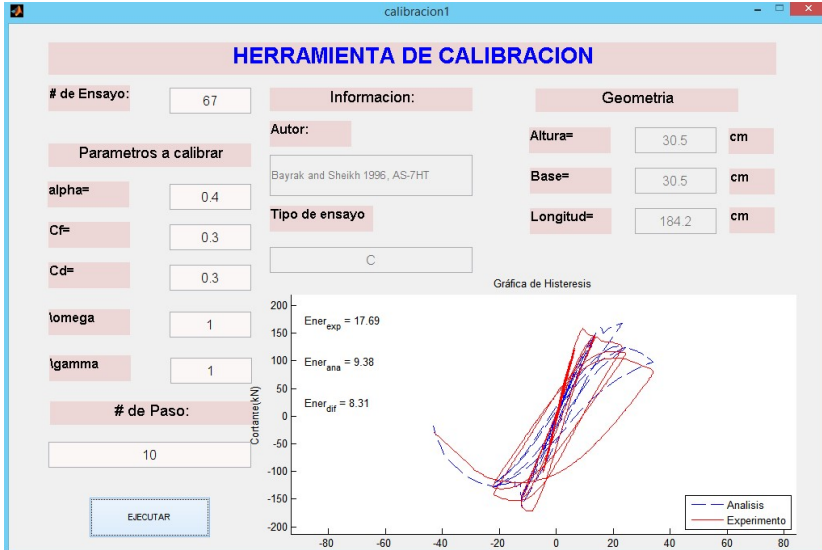 calibracion1
HERRAMIENTA DE CALIBRACION
# de Ensayo:
67
Parametros a calibrar
alpha=
0.4
Cf=
0.3
Cd=
0.3
\omega
1
\gamma
1
# de Paso:
10
EJECUTAR
Informacion:
Autor:
Bayrak and Sheikh 1996, AS-7HT
Tipo de ensayo
C
Geometria
Altura=
30.5
cm
Base=
30.5
cm
Longitud=
184.2
cm
Gráfica de Histeresis
Cortante(kN)
200
150
100
50
0
-50
-100
-150
-200
Ener_exp = 17.69
Ener_ana = 9.38
Ener_dif = 8.31
Analisis
Experimento
-80 -60 -40 -20 0 20 40 60 80